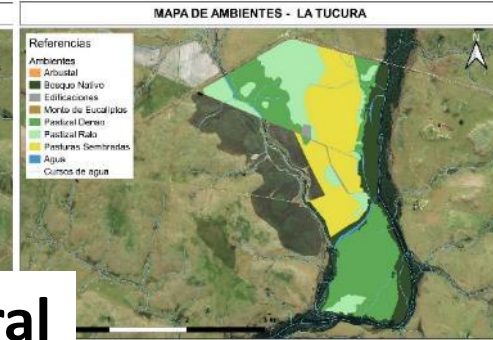 MAPA DE AMBIENTES - LA TUCURA
Referencias
Ambientes
Arbustal
Bosque Nativo
Edificaciones
Monte de Eucaliptos
Pastizal Denso
Pastizal Ralo
Pasturas Sembradas
Agua
Cursos de agua
ral